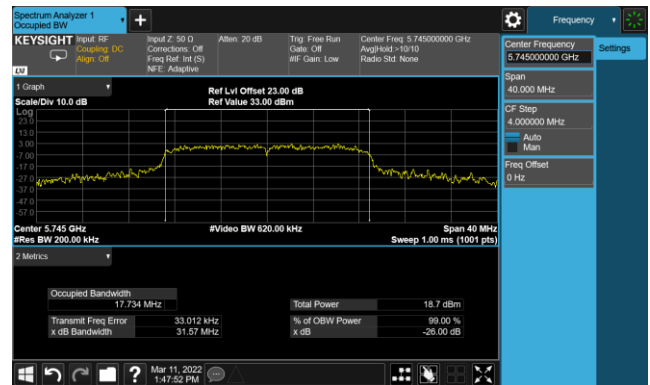 Spectrum Analyzer 1
Occupied BW
Frequency
KEYSIGHT
Input: RF
Coupling: DC
Align: Off
Input Z: 50 Ω
Corrections: Off
Freq Ref: Int (S)
NFE: Adaptive
Atten: 20 dB
Trig: Free Run
Gate: Off
#IF Gain: Low
Center Freq: 5.745000000 GHz
Avg|Hold:>10/10
Radio Std: None
LXI
Center Frequency
5.745000000 GHz
Settings
Span
40.000 MHz
CF Step
4.000000 MHz
Auto
Man
Freq Offset
0 Hz
1 Graph
Scale/Div 10.0 dB
Ref Lvl Offset 23.00 dB
Ref Value 33.00 dBm
Log
23.0
13.0
3.00
-7.00
-17.0
-27.0
-37.0
-47.0
-57.0
Center 5.745 GHz
#Video BW 620.00 kHz
Span 40 MHz
#Res BW 200.00 kHz
Sweep 1.00 ms (1001 pts)
2 Metrics
Occupied Bandwidth
17.734 MHz
Total Power 18.7 dBm
Transmit Freq Error 33.012 kHz
% of OBW Power 99.00 %
x dB Bandwidth 31.57 MHz
x dB -26.00 dB
Mar 11, 2022
1:47:52 PM